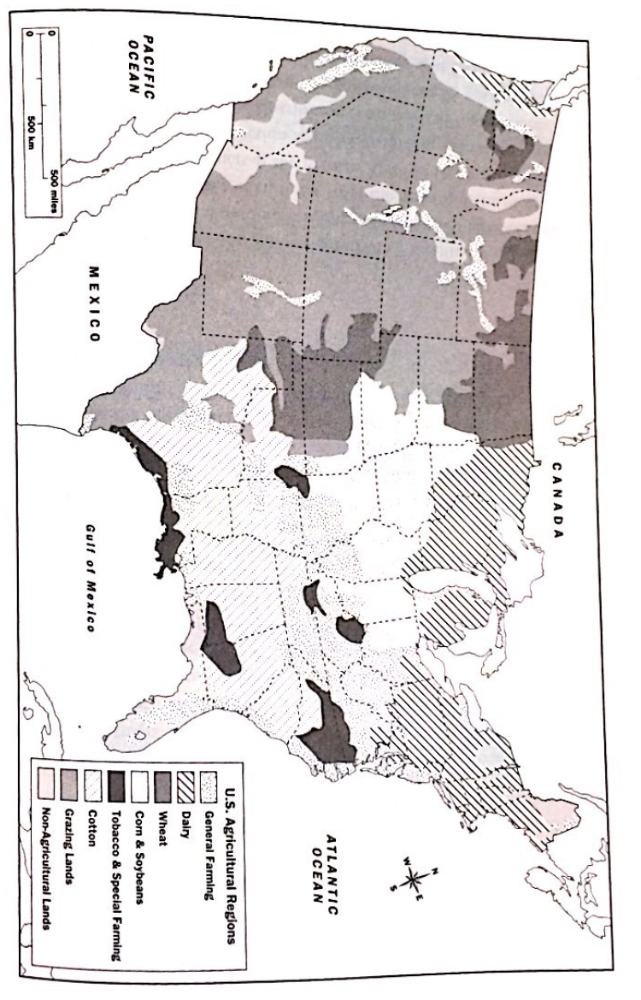 CANADA
PACIFIC
OCEAN
ATLANTIC
OCEAN
N
W
E
S
MEXICO
Gulf of Mexico
0
500 miles
0
500 km
U.S. Agricultural Regions
General Farming
Dairy
Wheat
Corn & Soybeans
Tobacco & Special Farming
Cotton
Grazing Lands
Non-Agricultural Lands